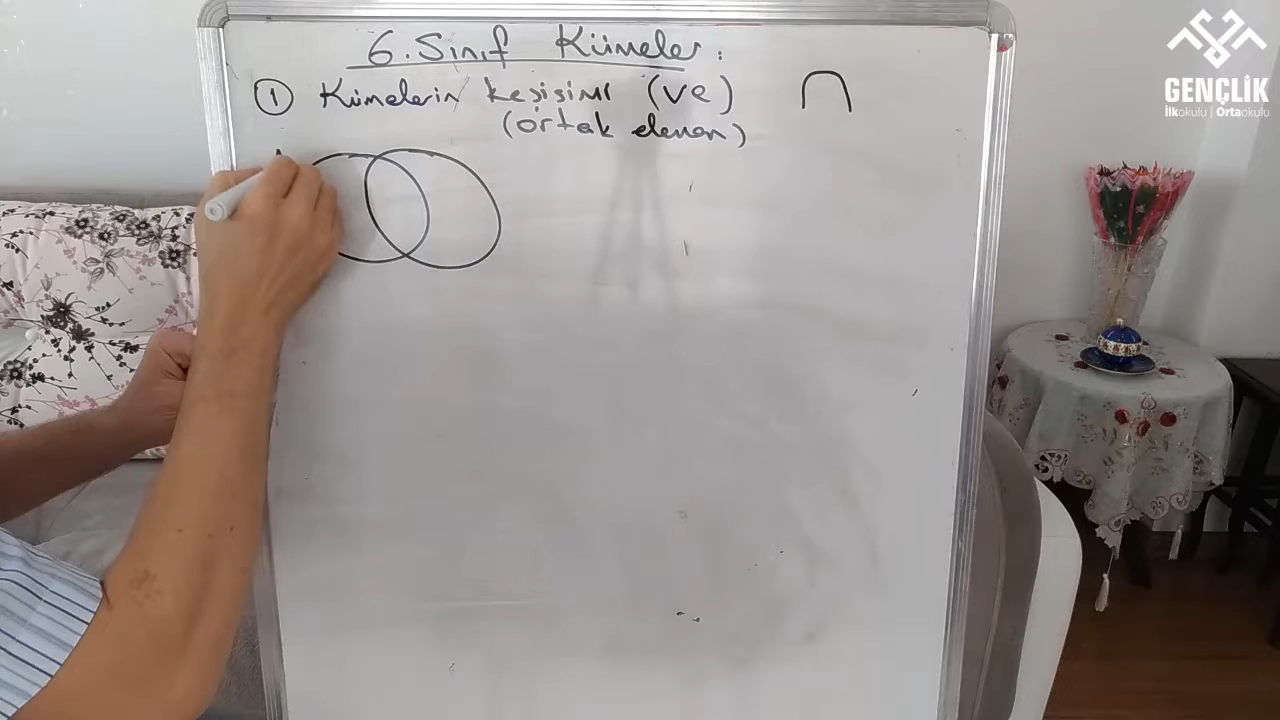 6. Sınıf Kümeler :
① Kümelerin kesişimi (ve) ∩
(ortak eleman)
A
GENÇLİK
İlkokulu | Ortaokulu